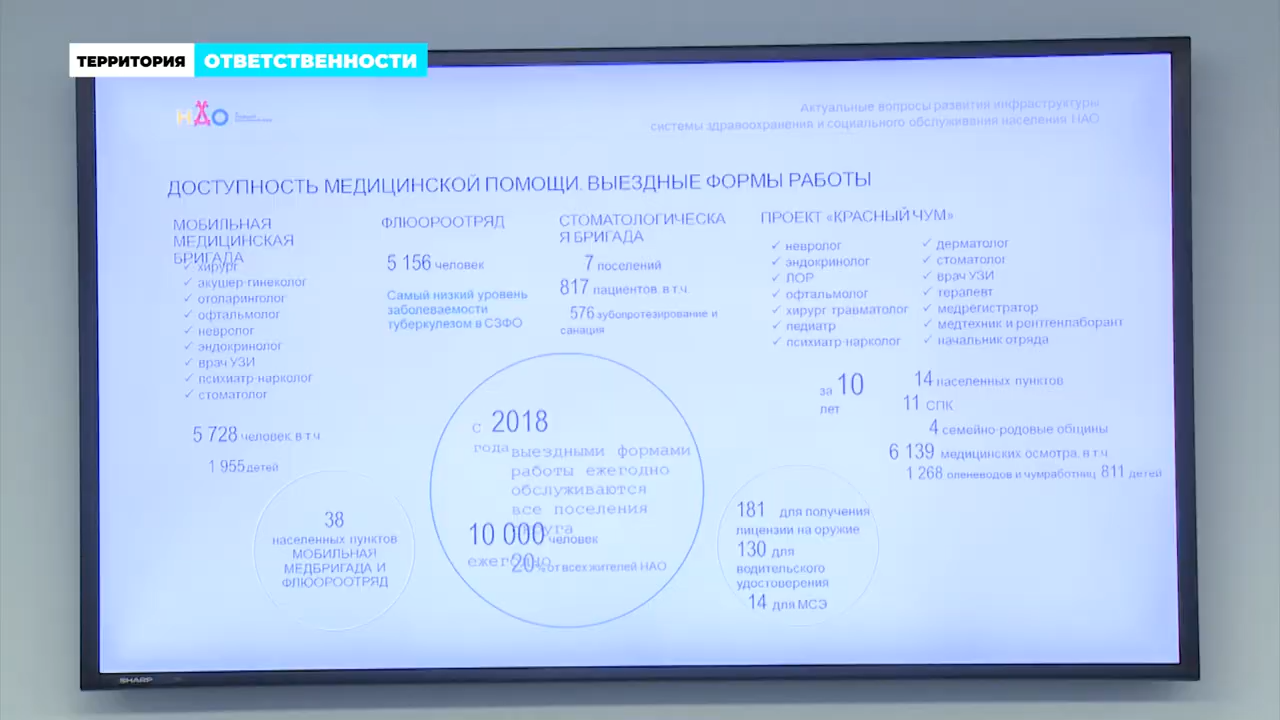 ТЕРРИТОРИЯ ОТВЕТСТВЕННОСТИ
НАО
Актуальные вопросы развития инфраструктуры
системы здравоохранения и социального обслуживения населения НАО
ДОСТУПНОСТЬ МЕДИЦИНСКОЙ ПОМОЩИ. ВЫЕЗДНЫЕ ФОРМЫ РАБОТЫ
МОБИЛЬНАЯ
МЕДИЦИНСКАЯ
БРИГАДА
✓ хирург
✓ акушер-гинеколог
✓ отоларинголог
✓ офтальмолог
✓ невролог
✓ эндокринолог
✓ врач УЗИ
✓ психиатр-нарколог
✓ стоматолог
5 728 человек, в т.ч
1 955 детей
38
населенных пунктов
МОБИЛЬНАЯ
МЕДБРИГАДА И
ФЛЮОРООТРЯД
ФЛЮОРООТРЯД
5 156 человек
Самый низкий уровень
заболеваемости
туберкулезом в СЗФО
СТОМАТОЛОГИЧЕСКА
Я БРИГАДА
7 поселений
817 пациентов, в т.ч.
576 зубопротезирование и
санация
с 2018
года
выездными формами
работы ежегодно
обслуживаются
все поселения
округа
10 000 человек
ежегодно
20% от всех жителей НАО
ПРОЕКТ «КРАСНЫЙ ЧУМ»
✓ невролог
✓ эндокринолог
✓ ЛОР
✓ офтальмолог
✓ хирург травматолог
✓ педиатр
✓ психиатр-нарколог
✓ дерматолог
✓ стоматолог
✓ врач УЗИ
✓ терапевт
✓ медрегистратор
✓ медтехник и рентгенлаборант
✓ начальник отряда
за 10
лет
14 населенных пунктов
11 СПК
4 семейно-родовые общины
6 139 медицинских осмотра, в т.ч
1 268 оленеводов и чумработниц 811 детей
181 для получения
лицензии на оружие
130 для
водительского
удостоверения
14 для МСЭ
SHARP